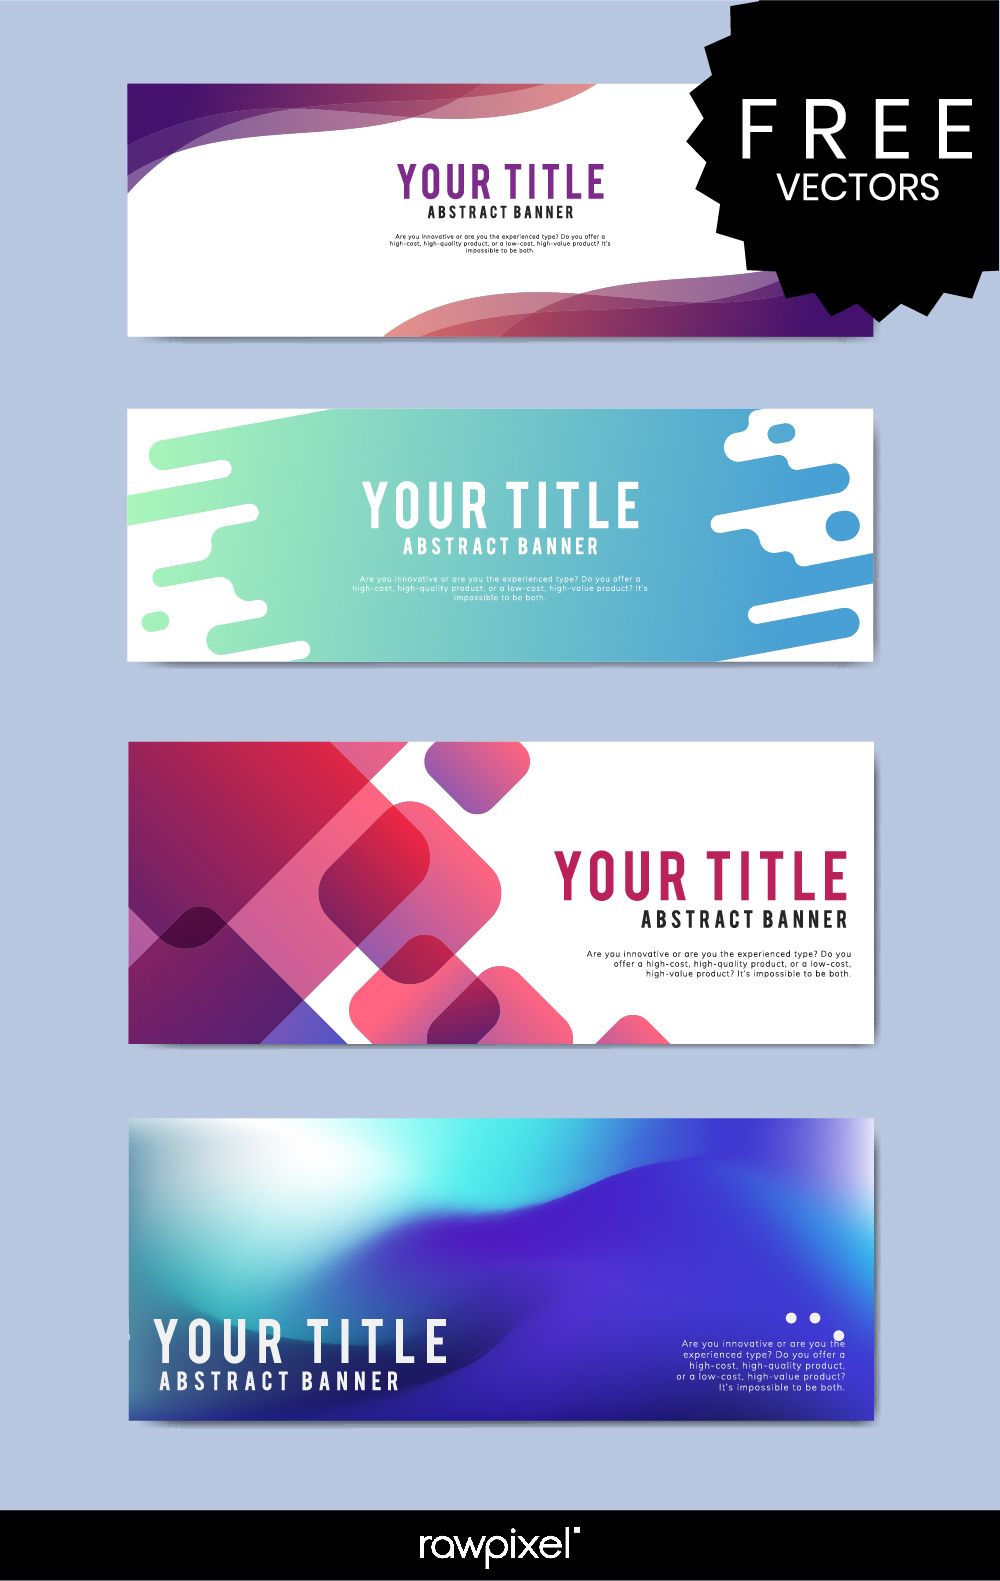 FREE
VECTORS
YOUR TITLE
ABSTRACT BANNER
Are you innovative or are you the experienced type? Do you offer a
high-cost, high-quality product, or a low-cost, high-value product? It's
impossible to be both.
YOUR TITLE
ABSTRACT BANNER
Are you innovative or are you the experienced type? Do you offer a
high-cost, high-quality product, or a low-cost, high-value product? It's
impossible to be both.
YOUR TITLE
ABSTRACT BANNER
Are you innovative or are you the experienced type? Do you
offer a high-cost, high-quality product, or a low-cost,
high-value product? It's impossible to be both.
YOUR TITLE
ABSTRACT BANNER
Are you innovative or are you the
experienced type? Do you offer a
high-cost, high-quality product,
or a low-cost, high-value product?
It's impossible to be both.
rawpixel